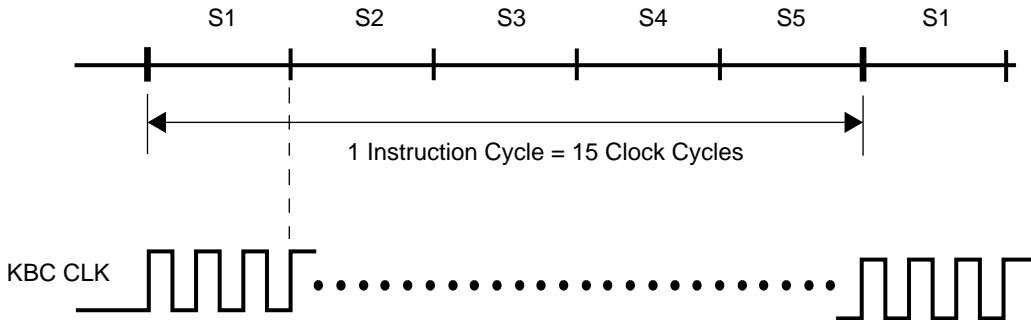 S1 S2 S3 S4 S5 S1
1 Instruction Cycle = 15 Clock Cycles
KBC CLK